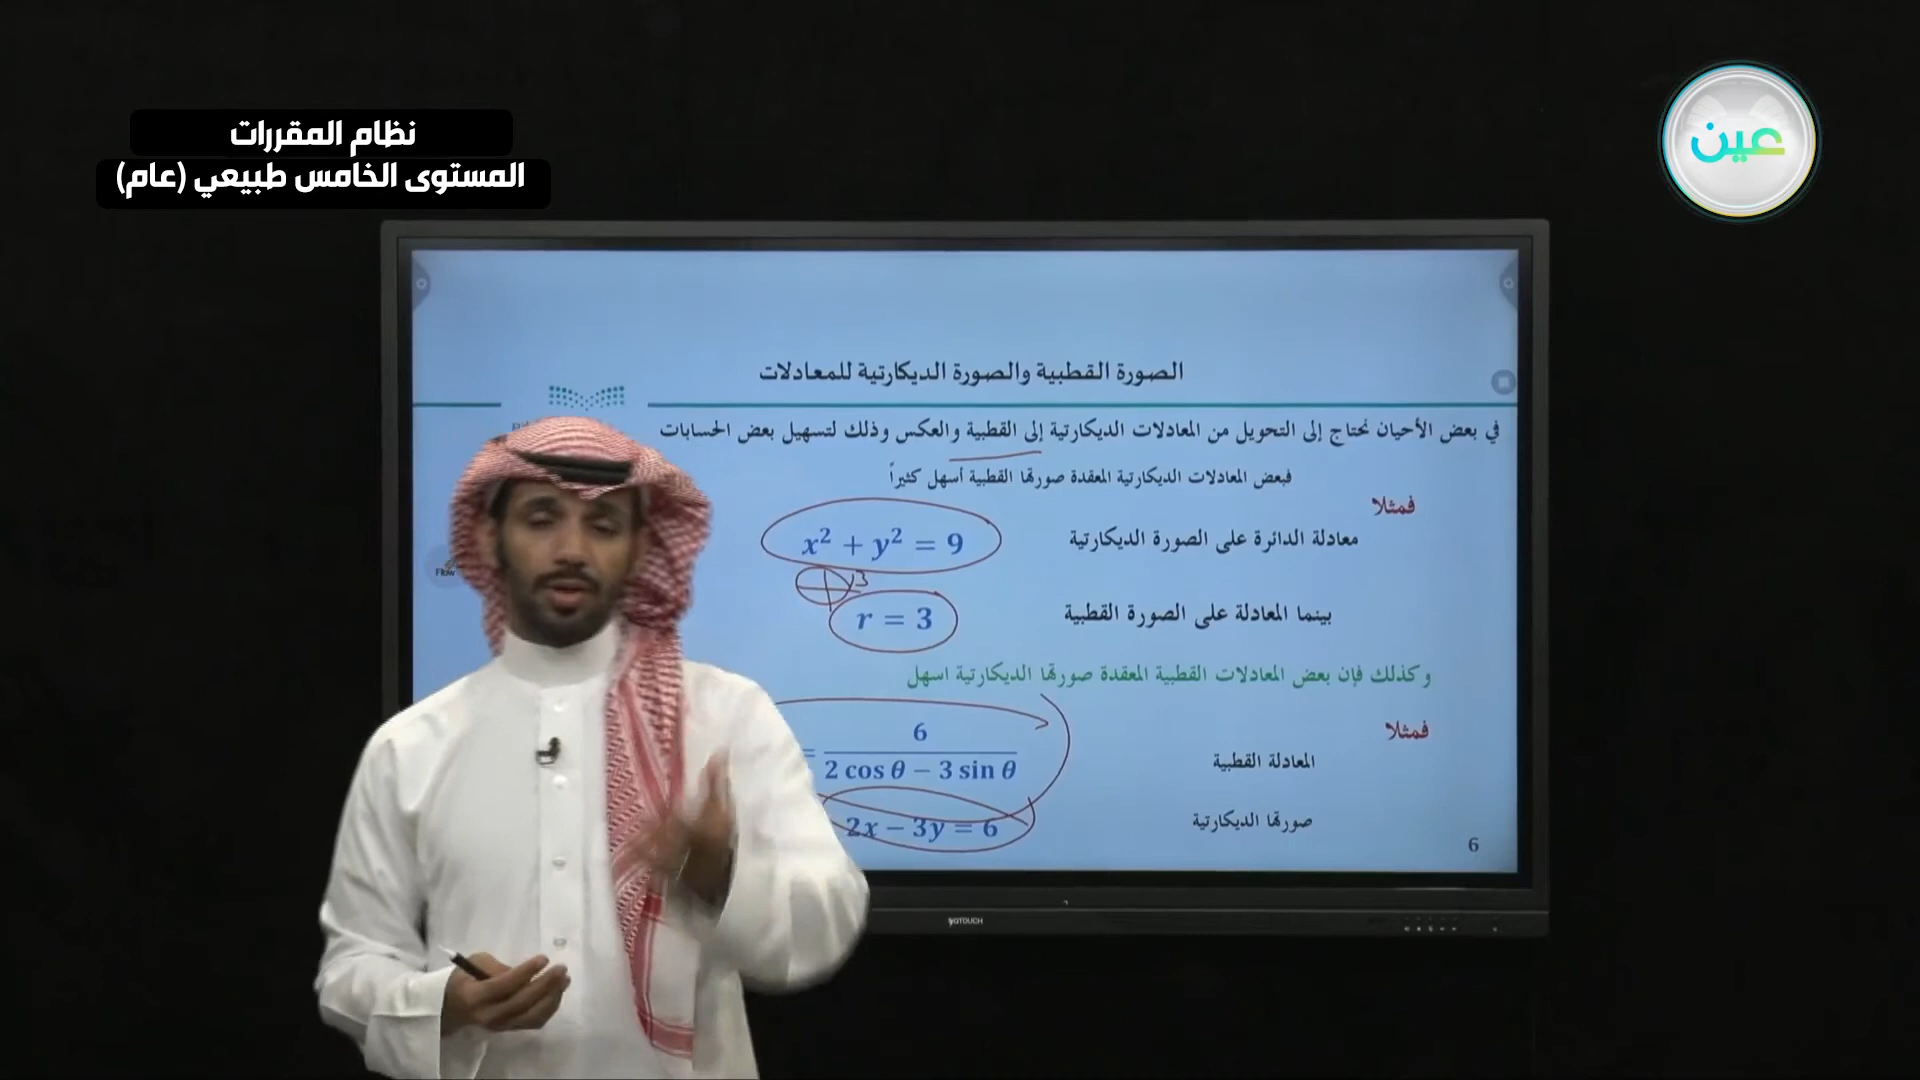 نظام المقررات
المستوى الخامس طبيعي (عام)
عين
الصورة القطبية والصورة الديكارتية للمعادلات
في بعض الأحيان نحتاج إلى التحويل من المعادلات الديكارتية إلى القطبية والعكس وذلك لتسهيل بعض الحسابات
فبعض المعادلات الديكارتية المعقدة صورتها القطبية أسهل كثيراً
فمثلا
معادلة الدائرة على الصورة الديكارتية x² + y² = 9
3
بينما المعادلة على الصورة القطبية r = 3
وكذلك فإن بعض المعادلات القطبية المعقدة صورتها الديكارتية اسهل
فمثلا
المعادلة القطبية = 6 / (2 cos θ − 3 sin θ)
صورتها الديكارتية 2x − 3y = 6
6
Flow